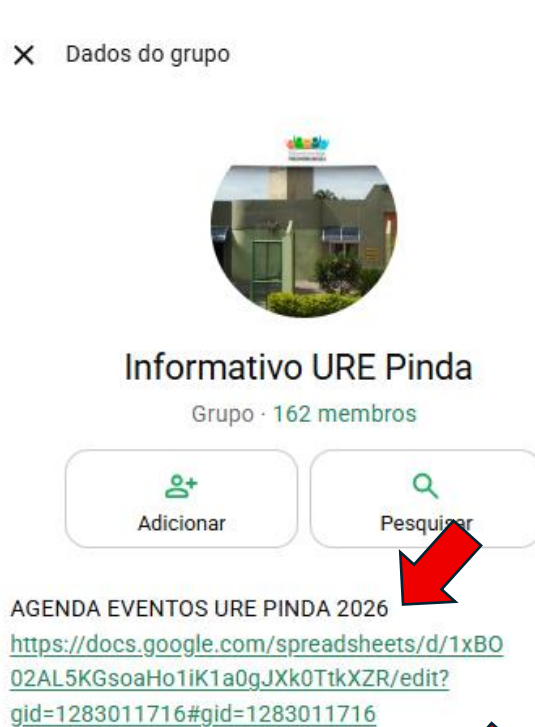 Dados do grupo
Informativo URE Pinda
Grupo · 162 membros
Adicionar
Pesquisar
AGENDA EVENTOS URE PINDA 2026
https://docs.google.com/spreadsheets/d/1xBO
02AL5KGsoaHo1iK1a0gJXk0TtkXZR/edit?
gid=1283011716#gid=1283011716